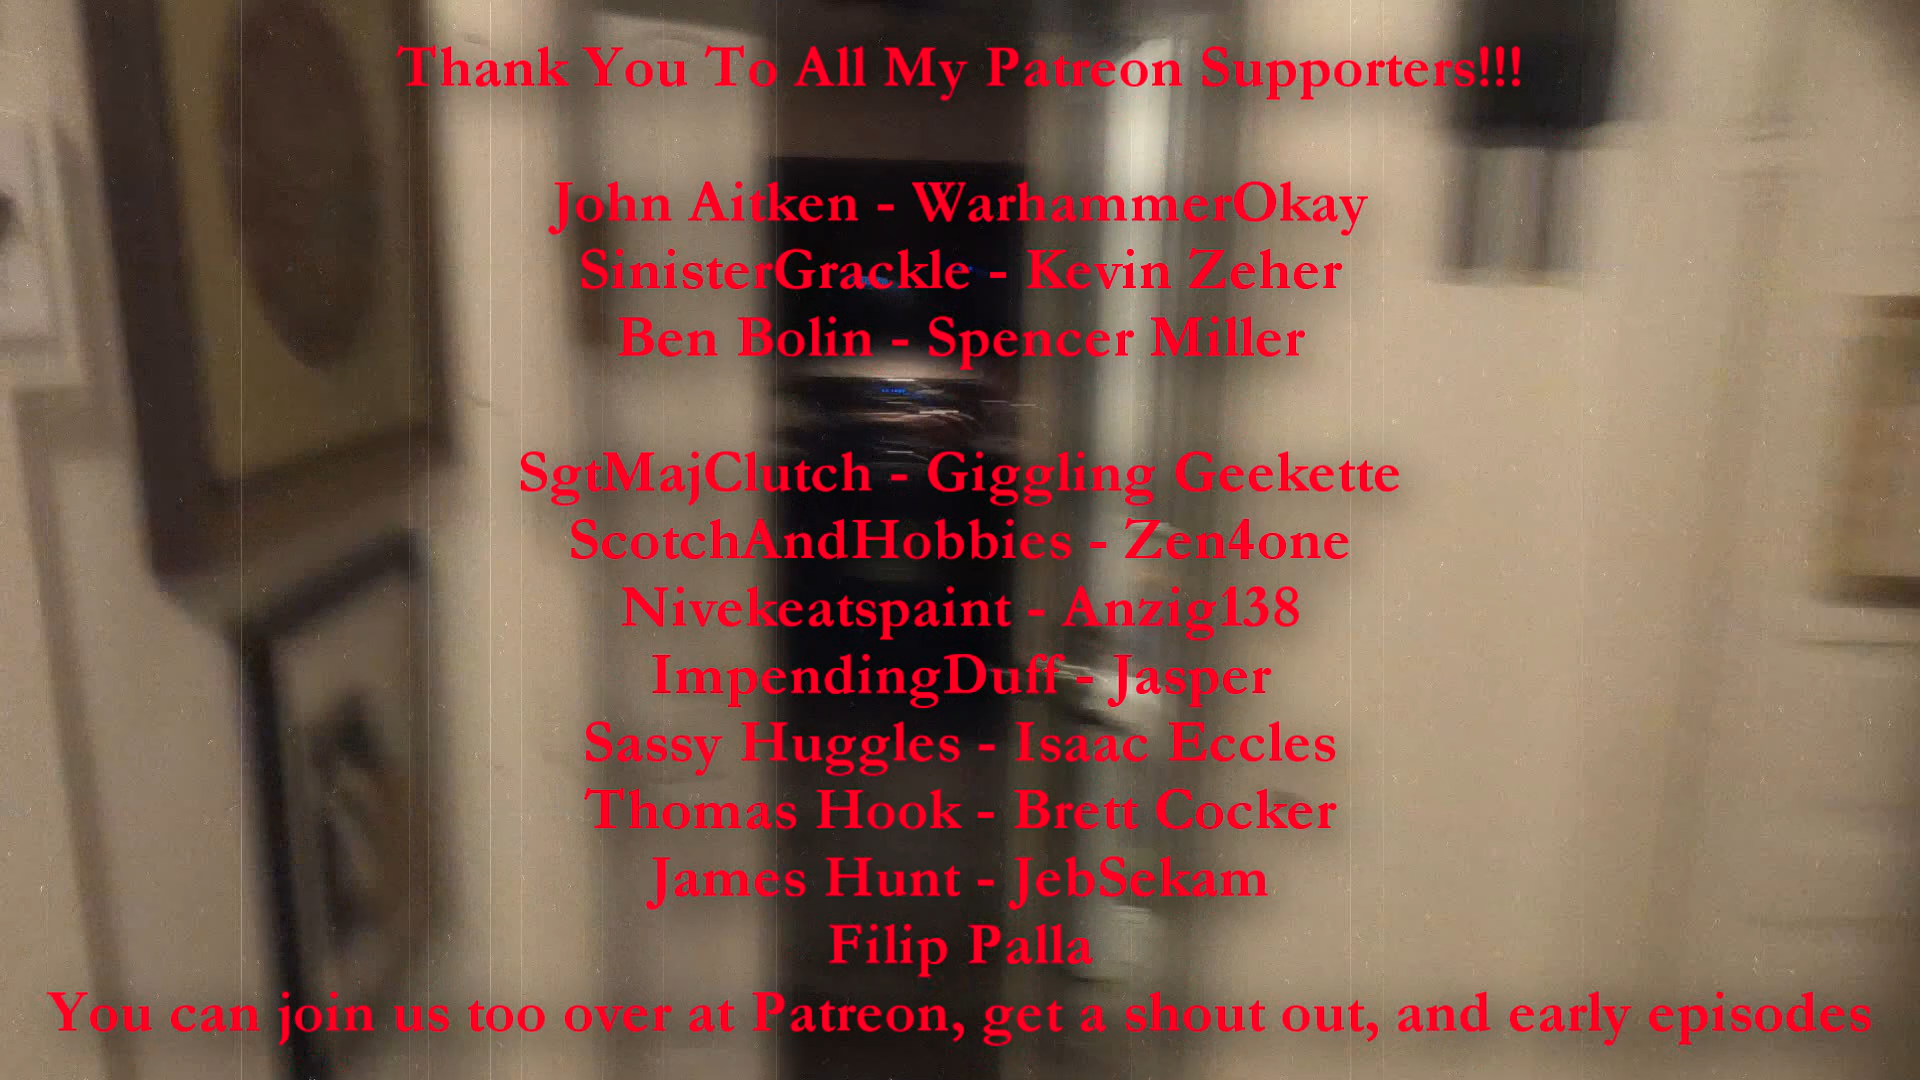 Thank You To All My Patreon Supporters!!!
John Aitken - WarhammerOkay
SinisterGrackle - Kevin Zeher
Ben Bolin - Spencer Miller
SgtMajClutch - Giggling Geekette
ScotchAndHobbies - Zen4one
Nivekeatspaint - Anzig138
ImpendingDuff - Jasper
Sassy Huggles - Isaac Eccles
Thomas Hook - Brett Cocker
James Hunt - JebSekam
Filip Palla
You can join us too over at Patreon, get a shout out, and early episodes